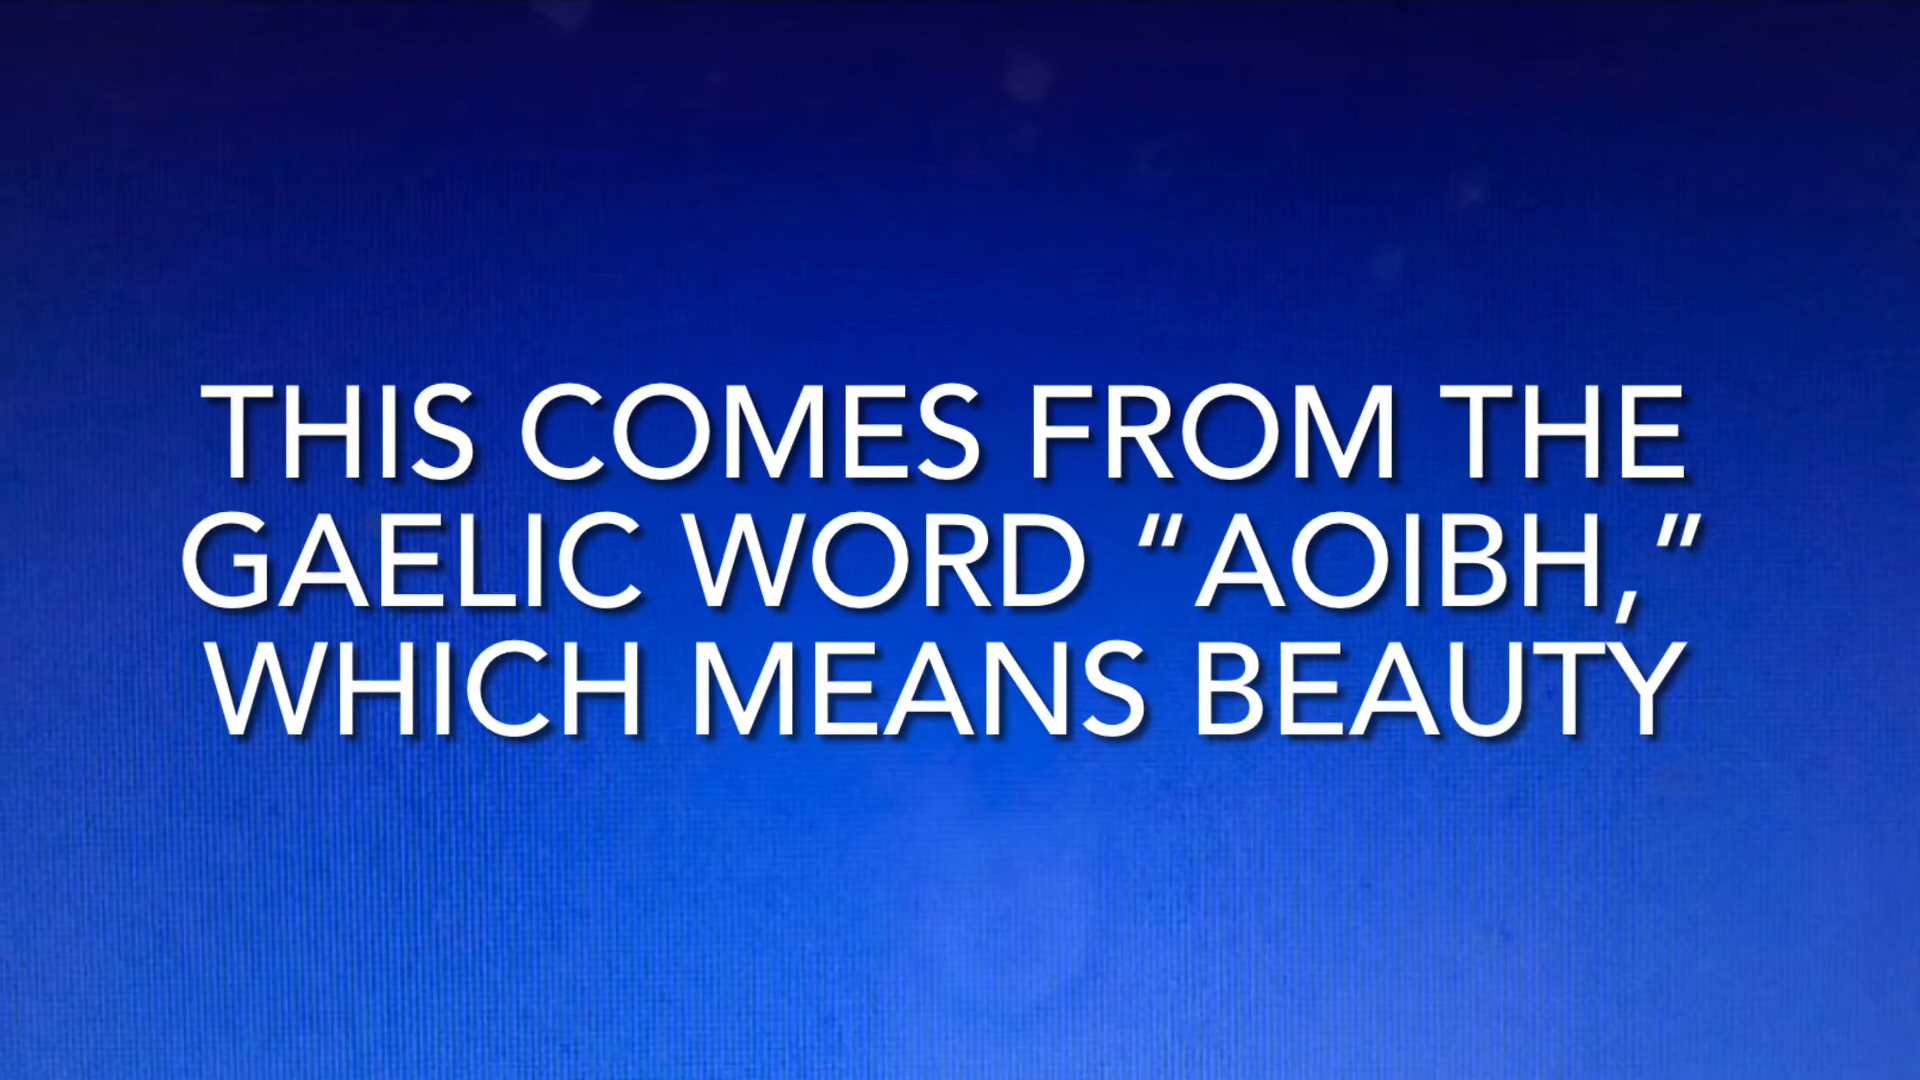 THIS COMES FROM THE
GAELIC WORD “AOIBH,”
WHICH MEANS BEAUTY